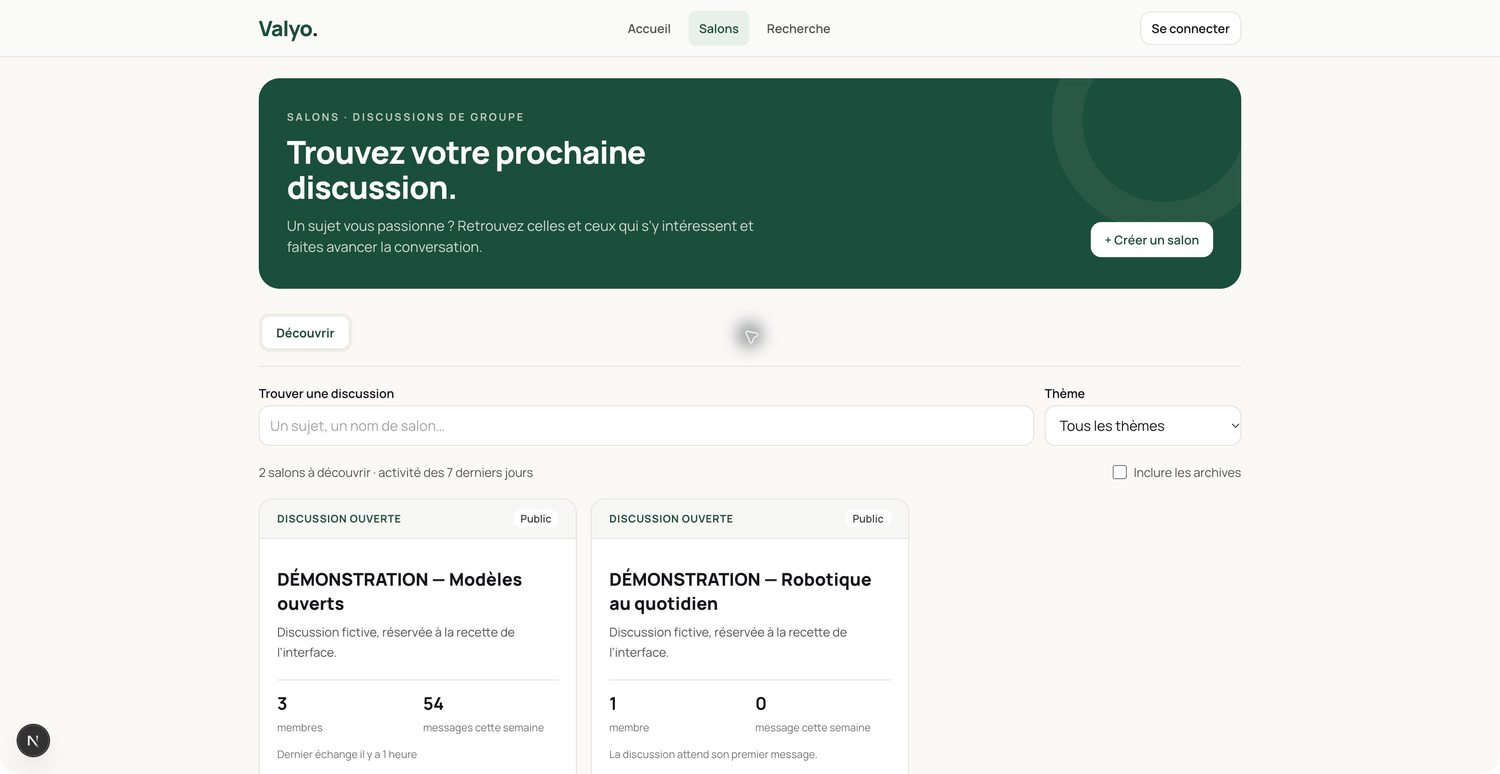 Valyo.
Accueil
Salons
Recherche
Se connecter
SALONS · DISCUSSIONS DE GROUPE
Trouvez votre prochaine
discussion.
Un sujet vous passionne ? Retrouvez celles et ceux qui s'y intéressent et
faites avancer la conversation.
+ Créer un salon
Découvrir
Trouver une discussion
Thème
Un sujet, un nom de salon…
Tous les thèmes
2 salons à découvrir · activité des 7 derniers jours
Inclure les archives
DISCUSSION OUVERTE
Public
DÉMONSTRATION — Modèles
ouverts
Discussion fictive, réservée à la recette de
l'interface.
3
membres
54
messages cette semaine
Dernier échange il y a 1 heure
DISCUSSION OUVERTE
Public
DÉMONSTRATION — Robotique
au quotidien
Discussion fictive, réservée à la recette de
l'interface.
1
membre
0
message cette semaine
La discussion attend son premier message.
N